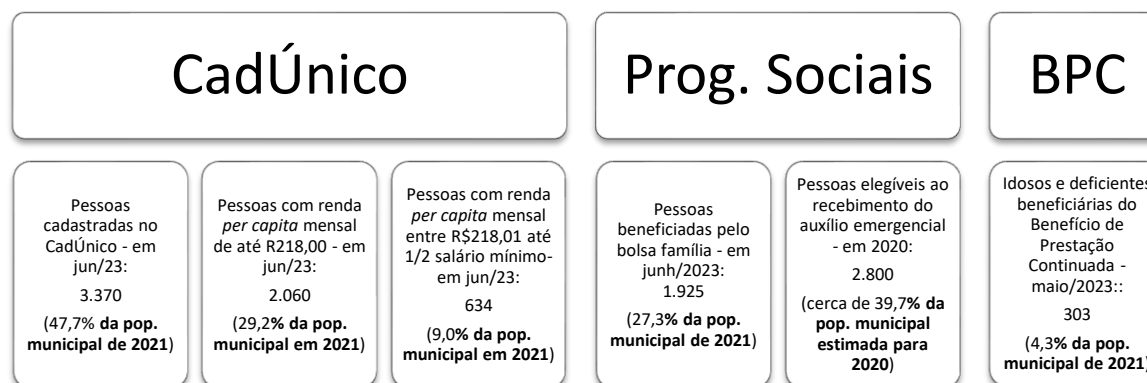 CadÚnico
Prog. Sociais
BPC
Pessoas
cadastradas no
CadÚnico - em
jun/23:
3.370
(47,7% da pop.
municipal de 2021)
Pessoas com renda
per capita mensal
de até R218,00 - em
jun/23:
2.060
(29,2% da pop.
municipal em 2021)
Pessoas com renda
per capita mensal
entre R$218,01 até
1/2 salário mínimo-
em jun/23:
634
(9,0% da pop.
municipal em 2021)
Pessoas
beneficiadas pelo
bolsa família - em
junh/2023:
1.925
(27,3% da pop.
municipal de 2021)
Pessoas elegíveis ao
recebimento do
auxílio emergencial
- em 2020:
2.800
(cerca de 39,7% da
pop. municipal
estimada para
2020)
Idosos e deficientes
beneficiárias do
Benefício de
Prestação
Continuada -
maio/2023::
303
(4,3% da pop.
municipal de 2021)